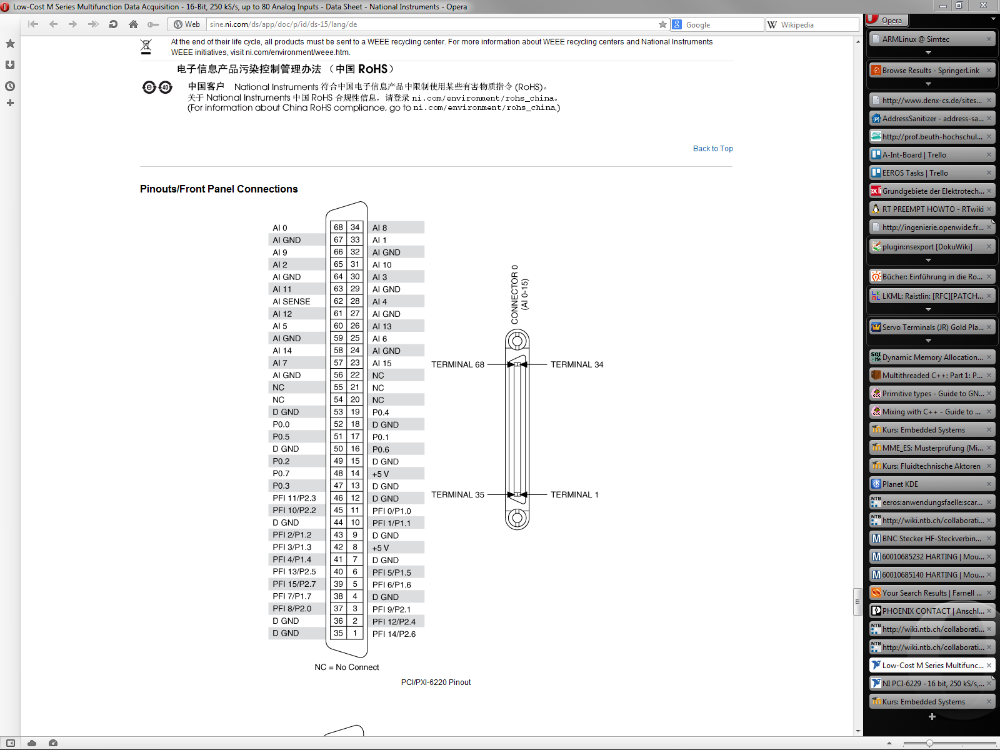 Low-Cost M Series Multifunction Data Acquisition - 16-Bit, 250 kS/s, up to 80 Analog Inputs - Data Sheet - National Instruments - Opera
Web
sine.ni.com/ds/app/doc/p/id/ds-15/lang/de
Google
Wikipedia
At the end of their life cycle, all products must be sent to a WEEE recycling center. For more information about WEEE recycling centers and National Instruments
WEEE initiatives, visit ni.com/environment/weee.htm.
电子信息产品污染控制管理办法 （中国 RoHS）
中国客户 National Instruments 符合中国电子信息产品中限制使用某些有害物质指令 (RoHS)。
关于 National Instruments 中国 RoHS 合规性信息，请登录 ni.com/environment/rohs_china。
(For information about China RoHS compliance, go to ni.com/environment/rohs_china.)
Back to Top
Pinouts/Front Panel Connections
AI 0 68 34 AI 8
AI GND 67 33 AI 1
AI 9 66 32 AI GND
AI 2 65 31 AI 10
AI GND 64 30 AI 3
AI 11 63 29 AI GND
AI SENSE 62 28 AI 4
AI 12 61 27 AI GND
AI 5 60 26 AI 13
AI GND 59 25 AI 6
AI 14 58 24 AI GND
AI 7 57 23 AI 15
AI GND 56 22 NC
NC 55 21 NC
NC 54 20 NC
D GND 53 19 P0.4
P0.0 52 18 D GND
P0.5 51 17 P0.1
D GND 50 16 P0.6
P0.2 49 15 D GND
P0.7 48 14 +5 V
P0.3 47 13 D GND
PFI 11/P2.3 46 12 D GND
PFI 10/P2.2 45 11 PFI 0/P1.0
D GND 44 10 PFI 1/P1.1
PFI 2/P1.2 43 9 D GND
PFI 3/P1.3 42 8 +5 V
PFI 4/P1.4 41 7 D GND
PFI 13/P2.5 40 6 PFI 5/P1.5
PFI 15/P2.7 39 5 PFI 6/P1.6
PFI 7/P1.7 38 4 D GND
PFI 8/P2.0 37 3 PFI 9/P2.1
D GND 36 2 PFI 12/P2.4
D GND 35 1 PFI 14/P2.6
NC = No Connect
CONNECTOR 0
(AI 0-15)
TERMINAL 68
TERMINAL 34
TERMINAL 35
TERMINAL 1
PCI/PXI-6220 Pinout
Opera
ARMLinux @ Simtec
Browse Results - SpringerLink
http://www.denx-cs.de/sites...
AddressSanitizer - address-sa...
http://prof.beuth-hochschul...
A-Int-Board | Trello
EEROS Tasks | Trello
Grundgebiete der Elektrotech...
RT PREEMPT HOWTO - RTwiki
http://ingenierie.openwide.fr...
plugin:nsexport [DokuWiki]
Bücher: Einführung in die Ro...
LKML: Raistlin: [RFC][PATCH...
Servo Terminals (JR) Gold Pla...
Dynamic Memory Allocation...
Multithreaded C++: Part 1: P...
Primitive types - Guide to GN...
Mixing with C++ - Guide to ...
Kurs: Embedded Systems
MME_ES: Musterprüfung (Mi...
Kurs: Fluidtechnische Aktoren
Planet KDE
eeros:anwendungsfaelle:scar...
http://wiki.ntb.ch/collaborati...
BNC Stecker HF-Steckverbin...
60010685232 HARTING | Mou...
60010685140 HARTING | Mou...
Your Search Results | Farnell ...
PHOENIX CONTACT | Anschl...
http://wiki.ntb.ch/collaborati...
http://wiki.ntb.ch/collaborati...
Low-Cost M Series Multifunc...
NI PCI-6229 - 16 bit, 250 kS/s,...
Kurs: Embedded Systems